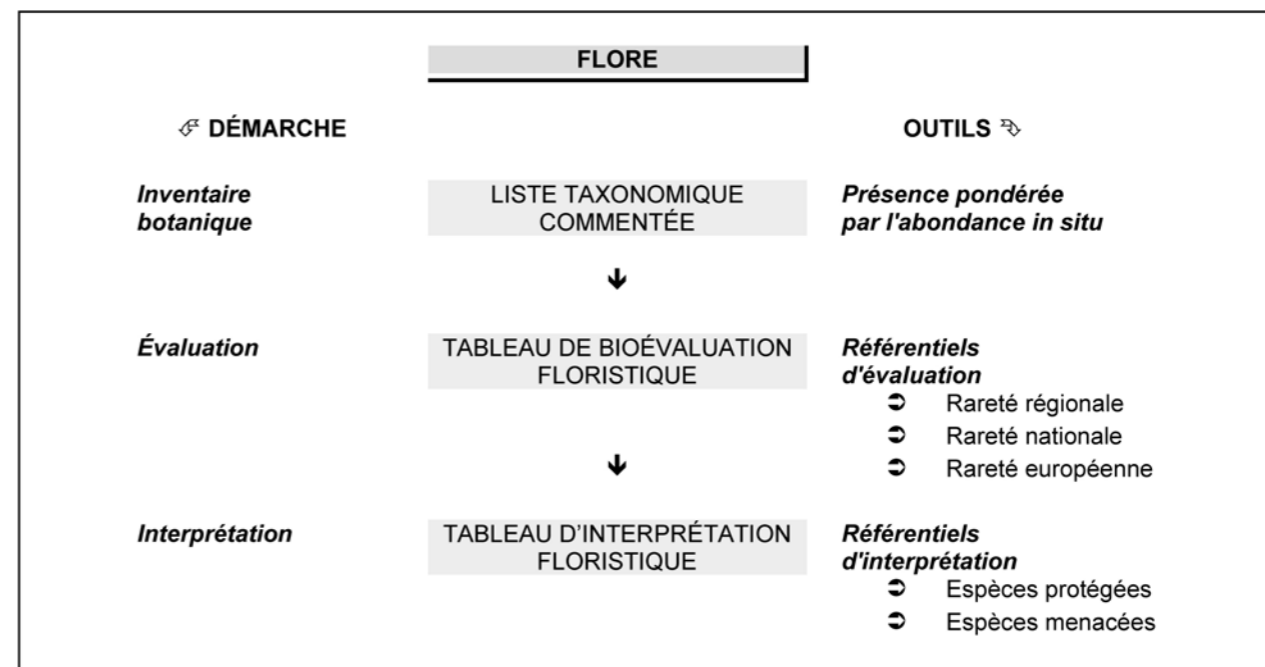 FLORE
DÉMARCHE
OUTILS
Inventaire
botanique
LISTE TAXONOMIQUE
COMMENTÉE
Présence pondérée
par l'abondance in situ
Évaluation
TABLEAU DE BIOÉVALUATION
FLORISTIQUE
Référentiels
d'évaluation
Rareté régionale
Rareté nationale
Rareté européenne
Interprétation
TABLEAU D'INTERPRÉTATION
FLORISTIQUE
Référentiels
d'interprétation
Espèces protégées
Espèces menacées